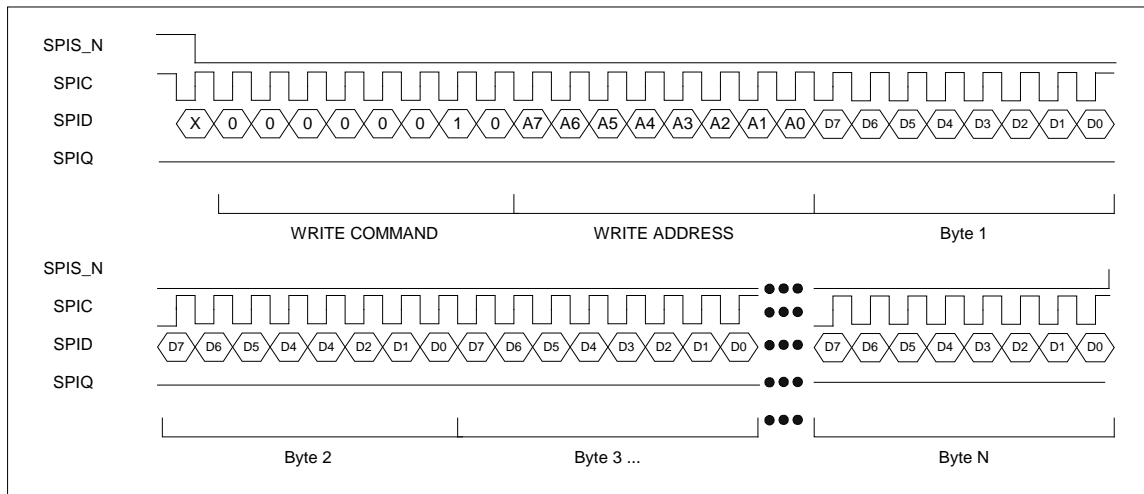 SPIS_N
SPIC
SPID X 0 0 0 0 0 0 1 0 A7 A6 A5 A4 A3 A2 A1 A0 D7 D6 D5 D4 D3 D2 D1 D0
SPIQ
WRITE COMMAND WRITE ADDRESS Byte 1
SPIS_N
SPIC
SPID D7 D6 D5 D4 D4 D2 D1 D0 D7 D6 D5 D4 D3 D2 D1 D0 D7 D6 D5 D4 D3 D2 D1 D0
SPIQ
Byte 2 Byte 3 ... Byte N